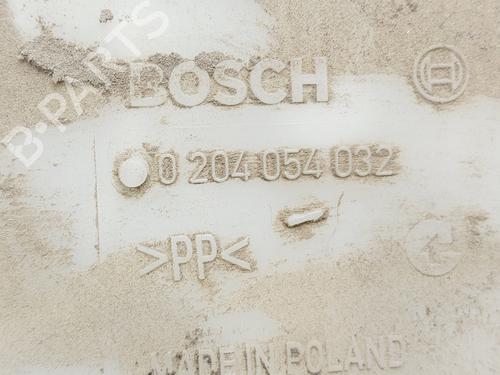 B-PARTS
BOSCH
0 204 054 032
>PP<
MADE IN POLAND